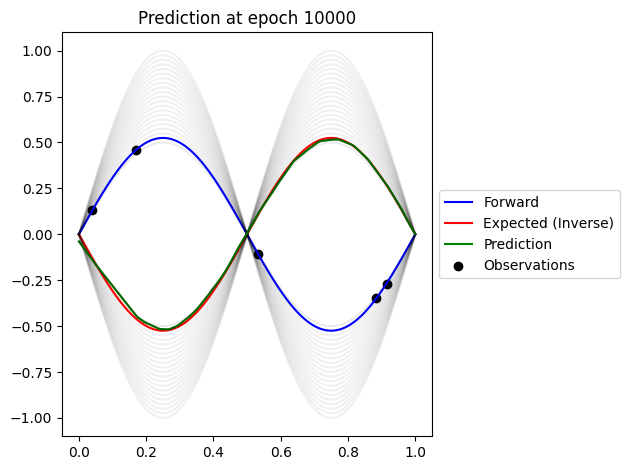 Prediction at epoch 10000
1.00
0.75
0.50
0.25
0.00
−0.25
−0.50
−0.75
−1.00
0.0 0.2 0.4 0.6 0.8 1.0
Forward
Expected (Inverse)
Prediction
Observations